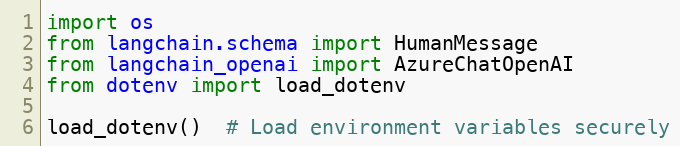 1 import os
2 from langchain.schema import HumanMessage
3 from langchain_openai import AzureChatOpenAI
4 from dotenv import load_dotenv
5
6 load_dotenv()  # Load environment variables securely